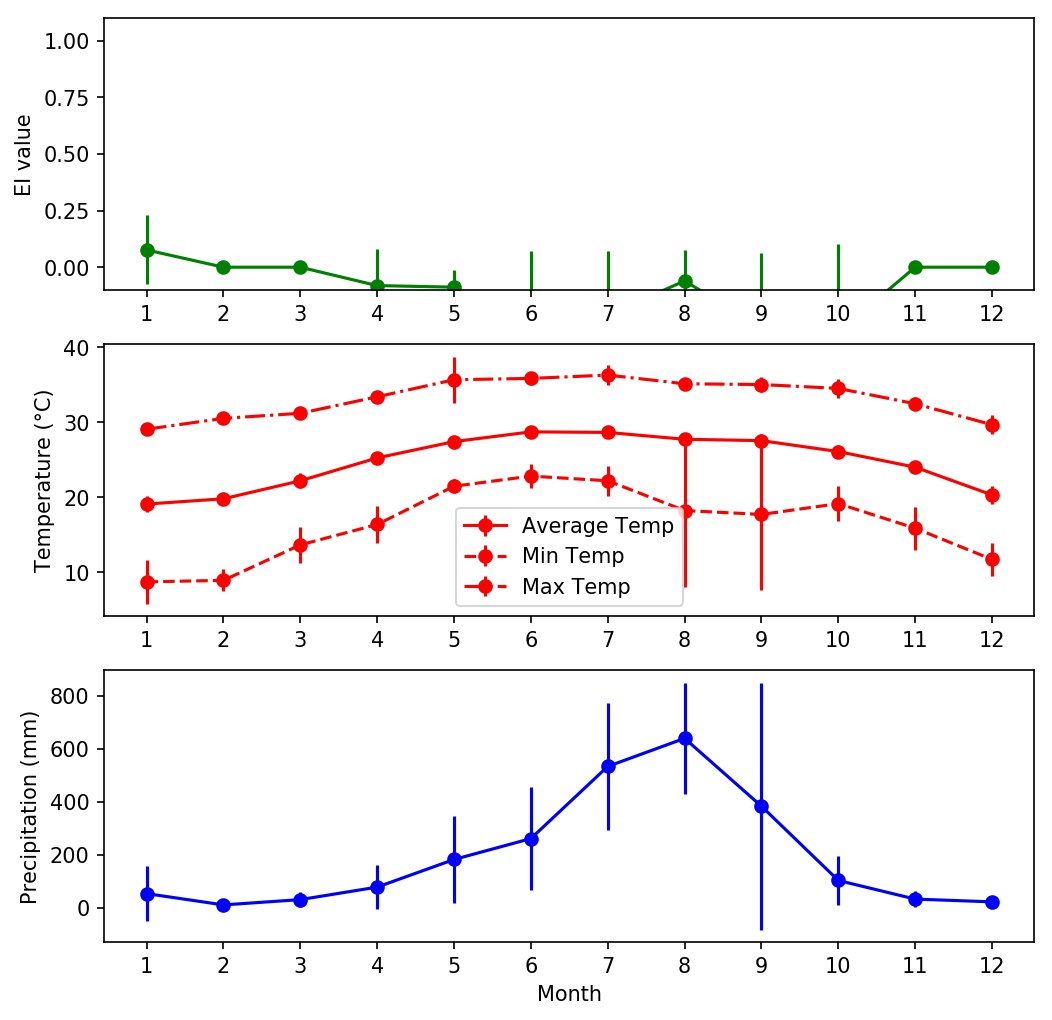 1.00
0.75
0.50
0.25
0.00
EI value
1 2 3 4 5 6 7 8 9 10 11 12
40
30
20
10
Temperature (°C)
Average Temp
Min Temp
Max Temp
1 2 3 4 5 6 7 8 9 10 11 12
800
600
400
200
0
Precipitation (mm)
1 2 3 4 5 6 7 8 9 10 11 12
Month